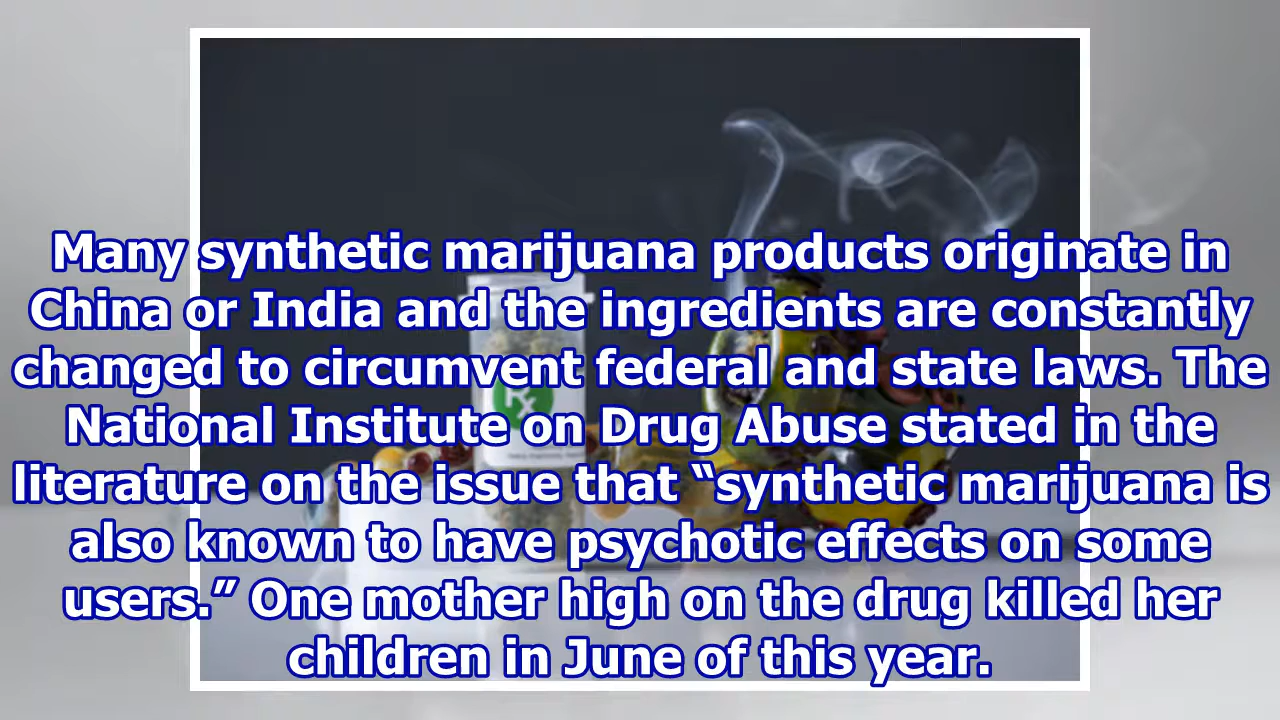 Many synthetic marijuana products originate in
China or India and the ingredients are constantly
changed to circumvent federal and state laws. The
National Institute on Drug Abuse stated in the
literature on the issue that “synthetic marijuana is
also known to have psychotic effects on some
users.” One mother high on the drug killed her
children in June of this year.
Rx